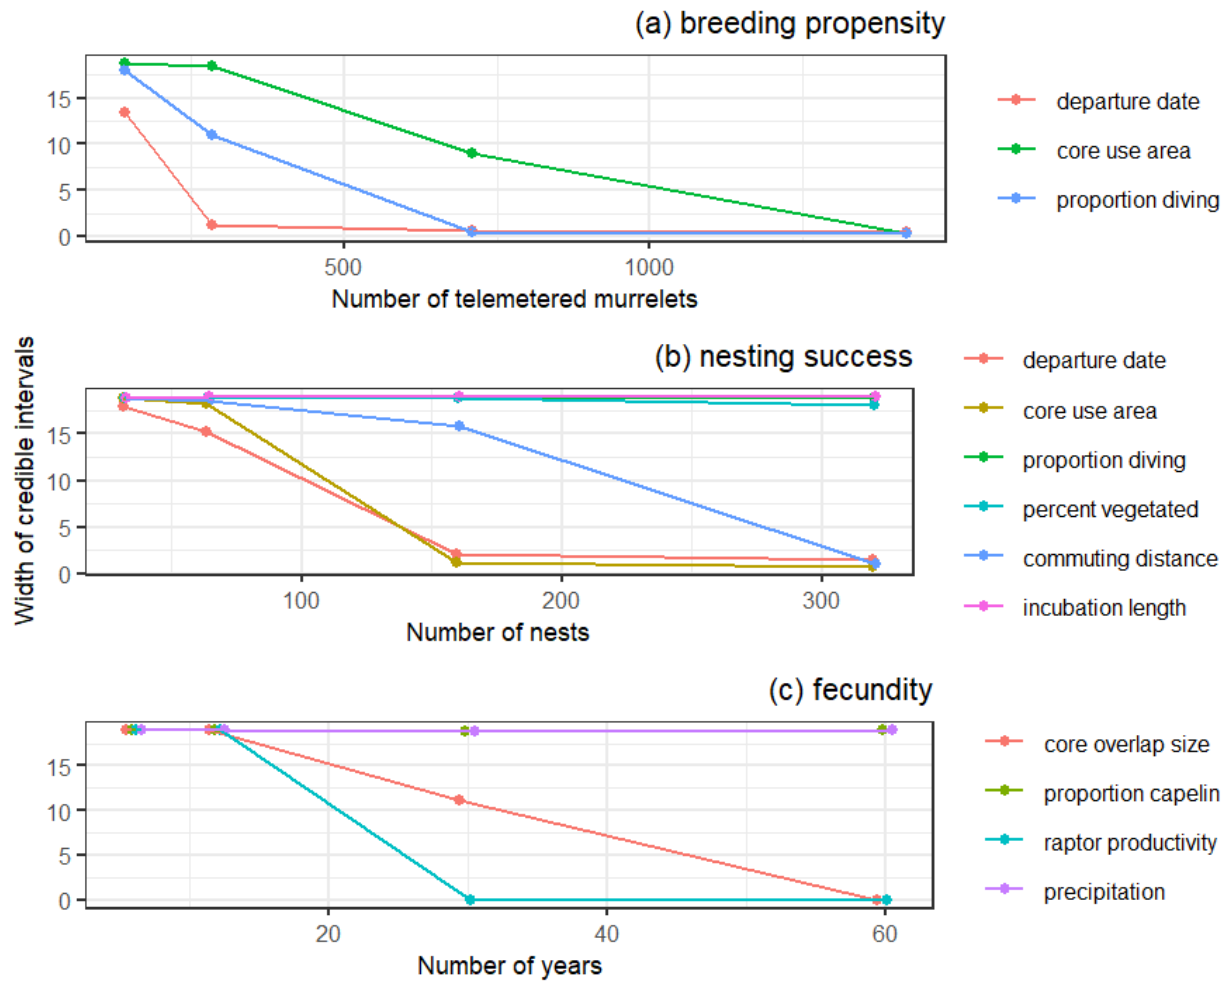 (a) breeding propensity
15
10
5
0
500
1000
Number of telemetered murrelets
departure date
core use area
proportion diving
Width of credible intervals
(b) nesting success
15
10
5
0
100
200
300
Number of nests
departure date
core use area
proportion diving
percent vegetated
commuting distance
incubation length
(c) fecundity
15
10
5
0
20
40
60
Number of years
core overlap size
proportion capelin
raptor productivity
precipitation